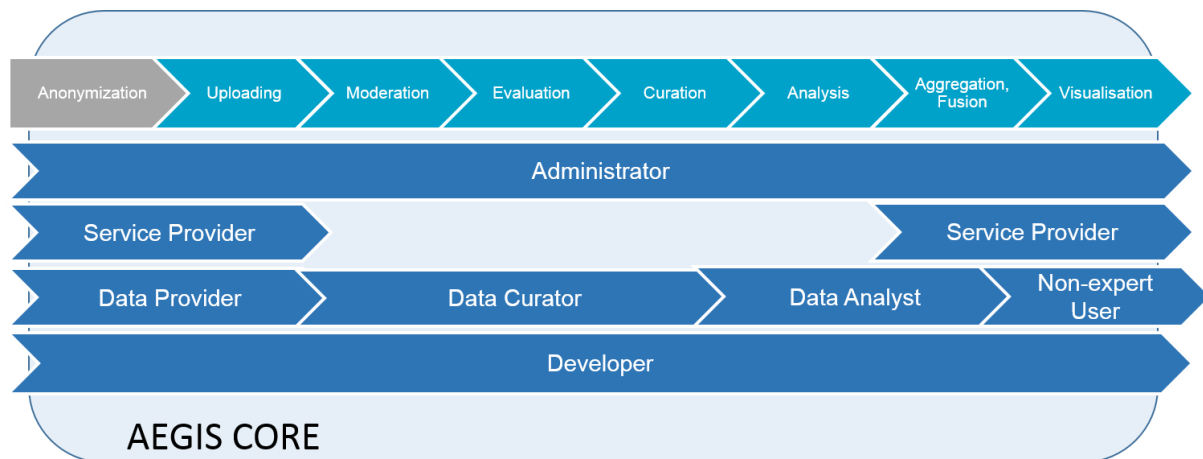 Anonymization
Uploading
Moderation
Evaluation
Curation
Analysis
Aggregation,
Fusion
Visualisation
Administrator
Service Provider
Service Provider
Data Provider
Data Curator
Data Analyst
Non-expert
User
Developer
AEGIS CORE